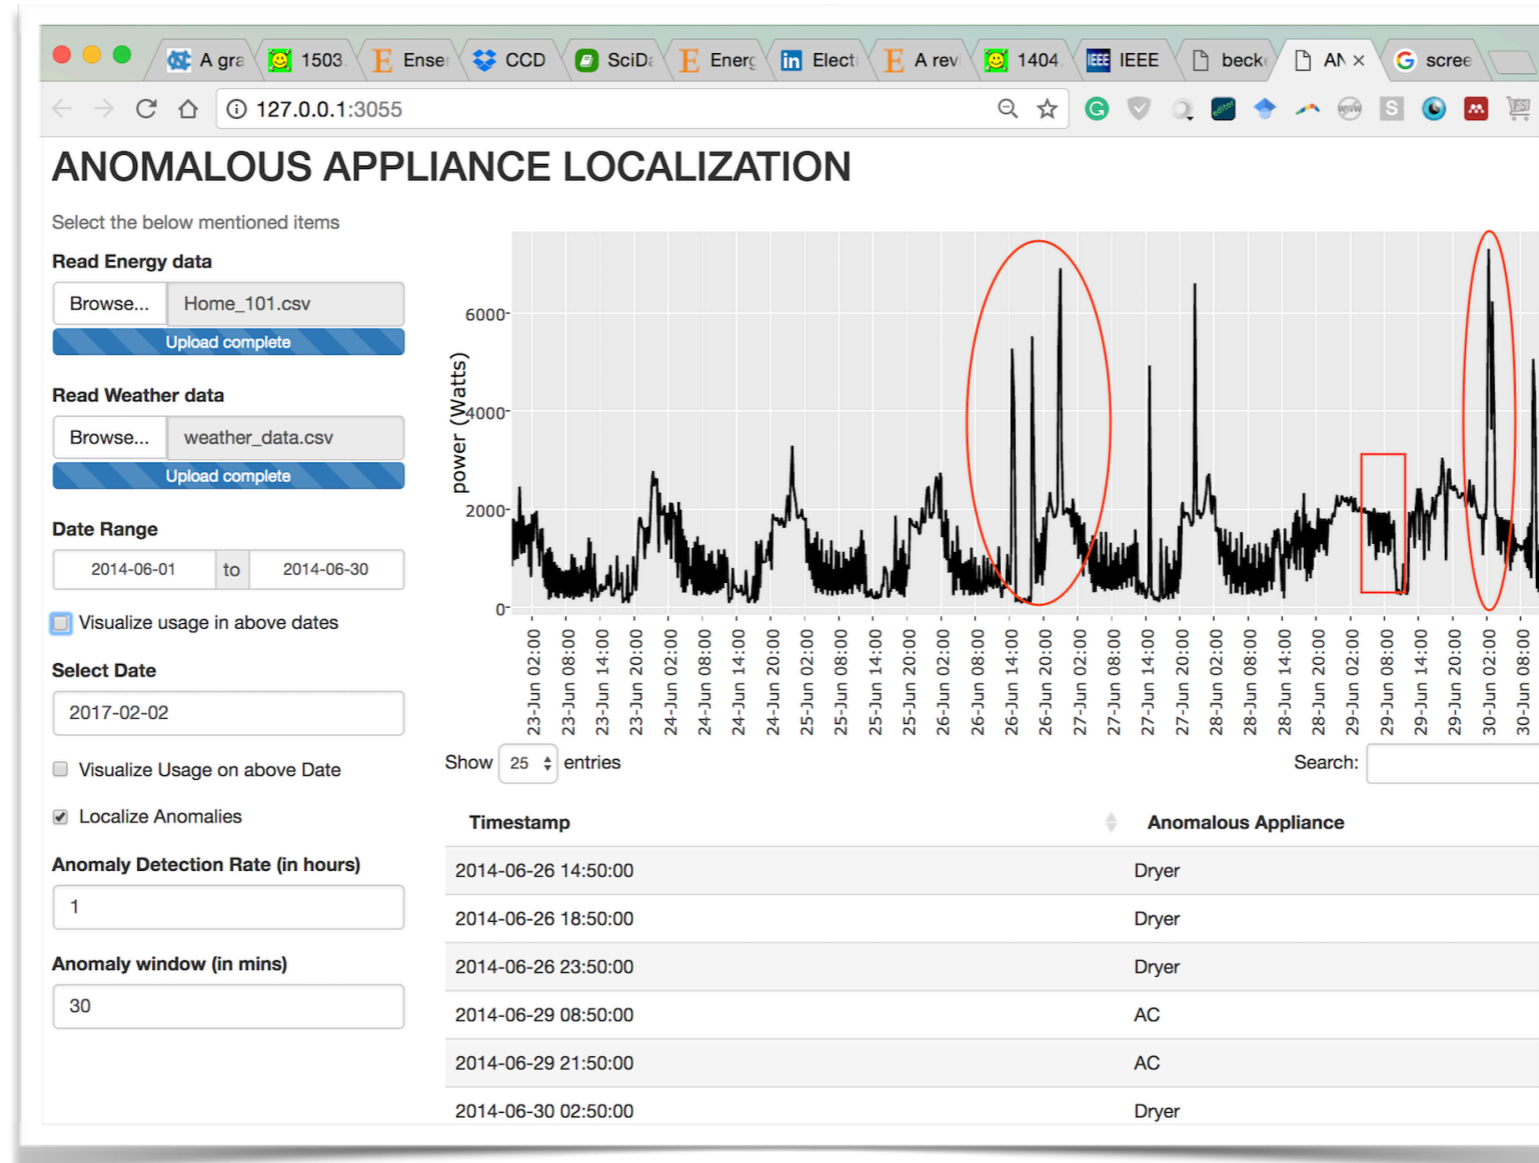 A gra 1503. Ense CCD SciDa Energ in Elect A rev 1404. IEEE IEEE becke AN × G scree
127.0.0.1:3055
ANOMALOUS APPLIANCE LOCALIZATION
Select the below mentioned items
Read Energy data
Browse... Home_101.csv
Upload complete
Read Weather data
Browse... weather_data.csv
Upload complete
Date Range
2014-06-01 to 2014-06-30
Visualize usage in above dates
Select Date
2017-02-02
Visualize Usage on above Date
Localize Anomalies
Anomaly Detection Rate (in hours)
1
Anomaly window (in mins)
30
power (Watts)
6000
4000
2000
0
23-Jun 02:00
23-Jun 08:00
23-Jun 14:00
23-Jun 20:00
24-Jun 02:00
24-Jun 08:00
24-Jun 14:00
24-Jun 20:00
25-Jun 02:00
25-Jun 08:00
25-Jun 14:00
25-Jun 20:00
26-Jun 02:00
26-Jun 08:00
26-Jun 14:00
26-Jun 20:00
27-Jun 02:00
27-Jun 08:00
27-Jun 14:00
27-Jun 20:00
28-Jun 02:00
28-Jun 08:00
28-Jun 14:00
28-Jun 20:00
29-Jun 02:00
29-Jun 08:00
29-Jun 14:00
29-Jun 20:00
30-Jun 02:00
30-Jun 08:00
Show 25 entries Search:
Timestamp Anomalous Appliance
2014-06-26 14:50:00 Dryer
2014-06-26 18:50:00 Dryer
2014-06-26 23:50:00 Dryer
2014-06-29 08:50:00 AC
2014-06-29 21:50:00 AC
2014-06-30 02:50:00 Dryer